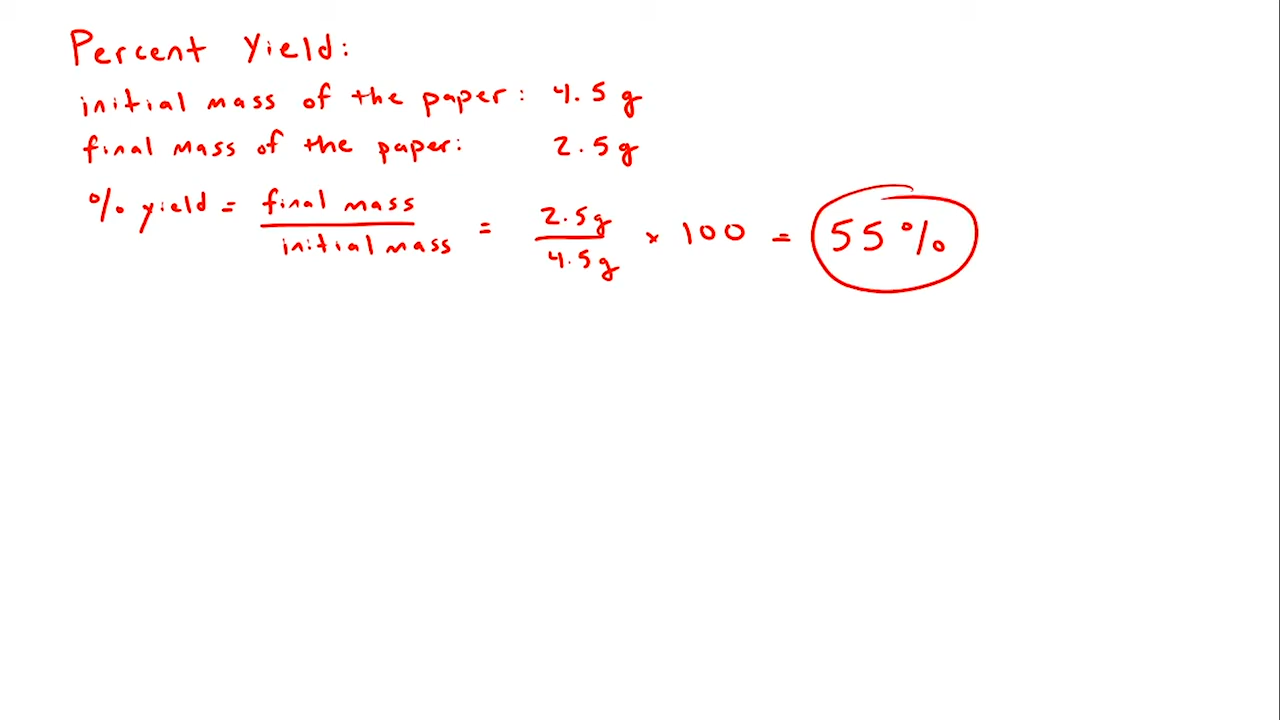 Percent Yield:
initial mass of the paper: 4.5 g
final mass of the paper: 2.5g
% yield = final mass / initial mass = 2.5g / 4.5g × 100 = 55%